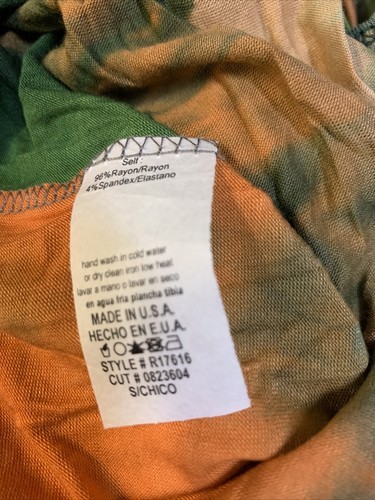 Self :
96%Rayon/Rayon
4%Spandex/Elastano
hand wash in cold water
or dry clean iron low heat
lavar a mano o lavar en seco
en agua fria plancha tibia
MADE IN U.S.A.
HECHO EN E.U.A.
STYLE # R17616
CUT # 0823604
SICHICO